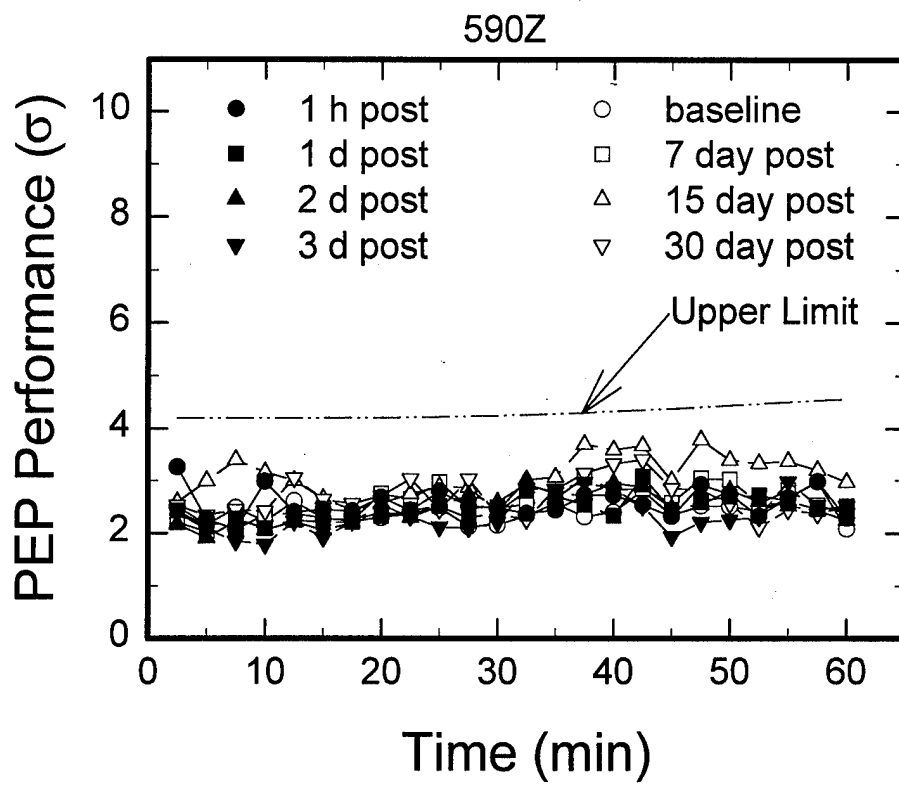 590Z
PEP Performance (σ)
10
8
6
4
2
0
1 h post
1 d post
2 d post
3 d post
baseline
7 day post
15 day post
30 day post
Upper Limit
0 10 20 30 40 50 60
Time (min)